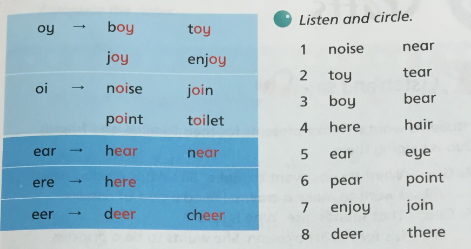 oy → boy toy
joy enjoy
oi → noise join
point toilet
ear → hear near
ere → here
eer → deer cheer
Listen and circle.
1 noise near
2 toy tear
3 boy bear
4 here hair
5 ear eye
6 pear point
7 enjoy join
8 deer there